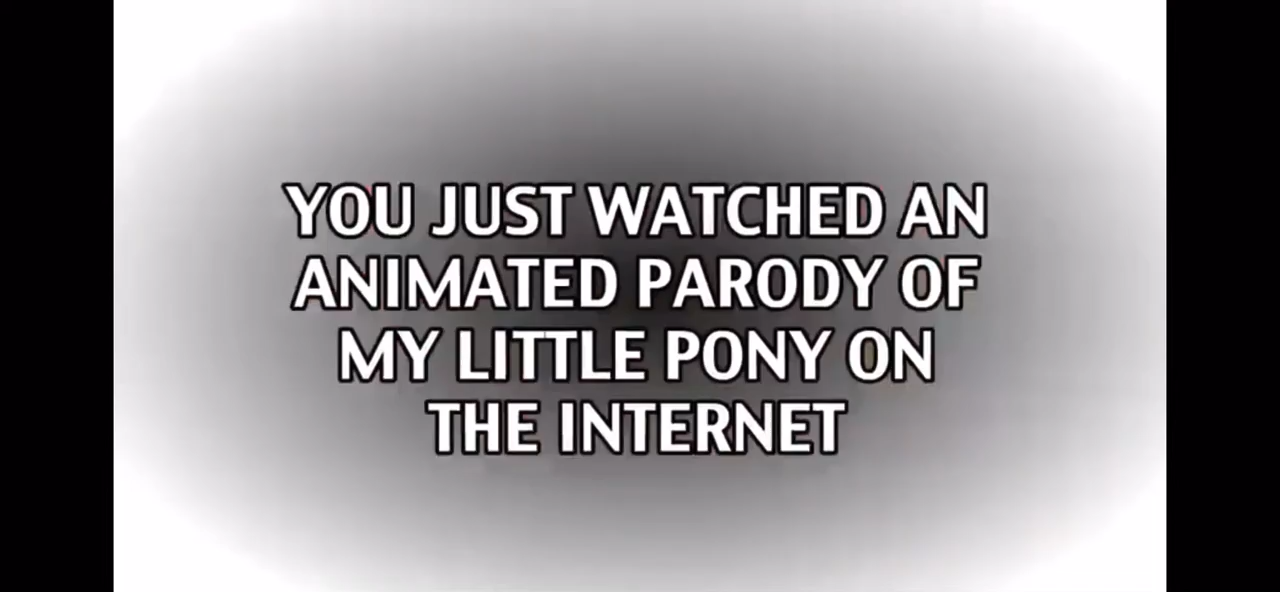 YOU JUST WATCHED AN
ANIMATED PARODY OF
MY LITTLE PONY ON
THE INTERNET